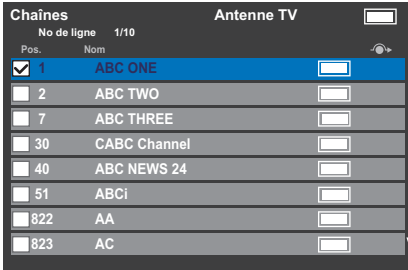 Chaînes Antenne TV
No de ligne 1/10
Pos. Nom
1 ABC ONE
2 ABC TWO
7 ABC THREE
30 CABC Channel
40 ABC NEWS 24
51 ABCi
822 AA
823 AC